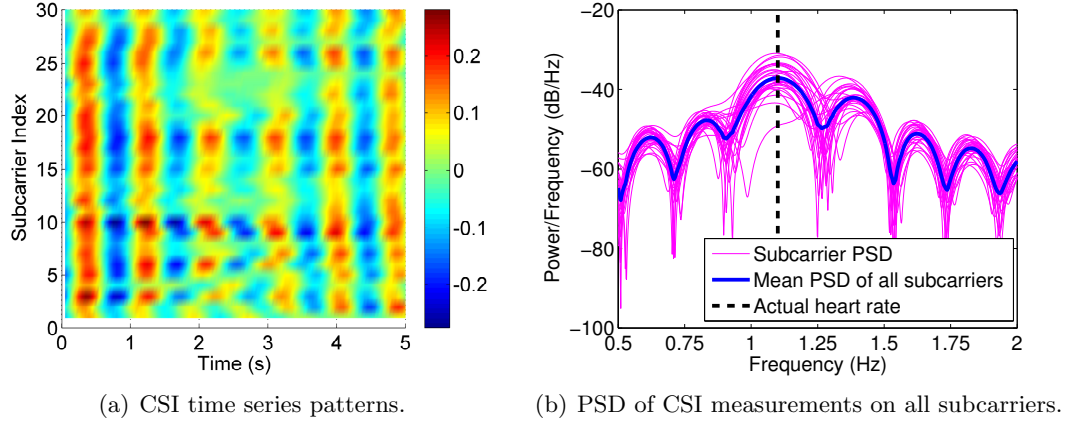 30
25
20
15
10
5
0
Subcarrier Index
0 1 2 3 4 5
Time (s)
0.2
0.1
0
-0.1
-0.2
(a) CSI time series patterns.
−20
−40
−60
−80
−100
Power/Frequency (dB/Hz)
Subcarrier PSD
Mean PSD of all subcarriers
Actual heart rate
0.5 0.75 1 1.25 1.5 1.75 2
Frequency (Hz)
(b) PSD of CSI measurements on all subcarriers.